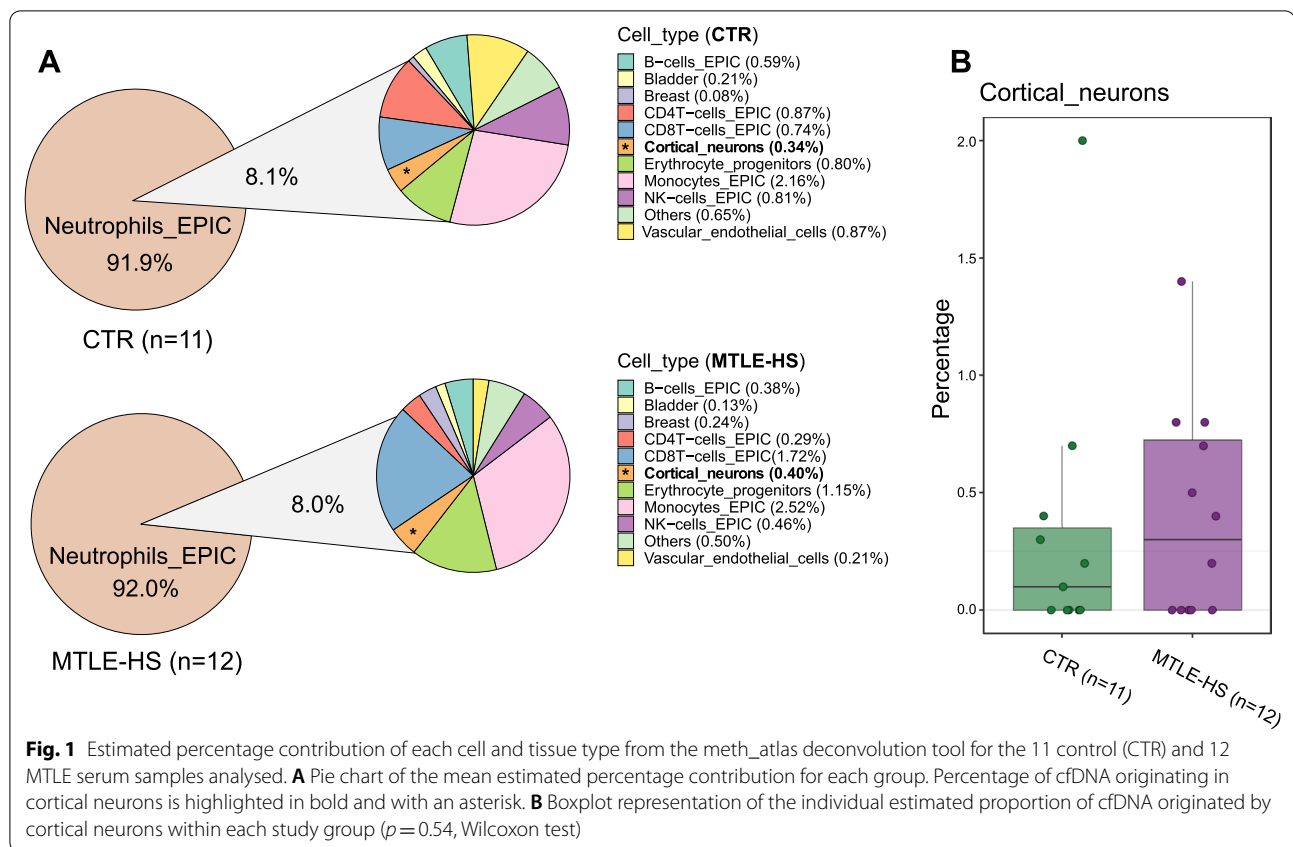 A
Neutrophils_EPIC
91.9%
8.1%
CTR (n=11)
Cell_type (CTR)
B−cells_EPIC (0.59%)
Bladder (0.21%)
Breast (0.08%)
CD4T−cells_EPIC (0.87%)
CD8T−cells_EPIC (0.74%)
* Cortical_neurons (0.34%)
Erythrocyte_progenitors (0.80%)
Monocytes_EPIC (2.16%)
NK−cells_EPIC (0.81%)
Others (0.65%)
Vascular_endothelial_cells (0.87%)
*
Neutrophils_EPIC
92.0%
8.0%
MTLE-HS (n=12)
Cell_type (MTLE-HS)
B−cells_EPIC (0.38%)
Bladder (0.13%)
Breast (0.24%)
CD4T−cells_EPIC (0.29%)
CD8T−cells_EPIC(1.72%)
* Cortical_neurons (0.40%)
Erythrocyte_progenitors (1.15%)
Monocytes_EPIC (2.52%)
NK−cells_EPIC (0.46%)
Others (0.50%)
Vascular_endothelial_cells (0.21%)
*
B
Cortical_neurons
Percentage
2.0
1.5
1.0
0.5
0.0
CTR (n=11)
MTLE-HS (n=12)
Fig. 1 Estimated percentage contribution of each cell and tissue type from the meth_atlas deconvolution tool for the 11 control (CTR) and 12
MTLE serum samples analysed. A Pie chart of the mean estimated percentage contribution for each group. Percentage of cfDNA originating in
cortical neurons is highlighted in bold and with an asterisk. B Boxplot representation of the individual estimated proportion of cfDNA originated by
cortical neurons within each study group (p = 0.54, Wilcoxon test)